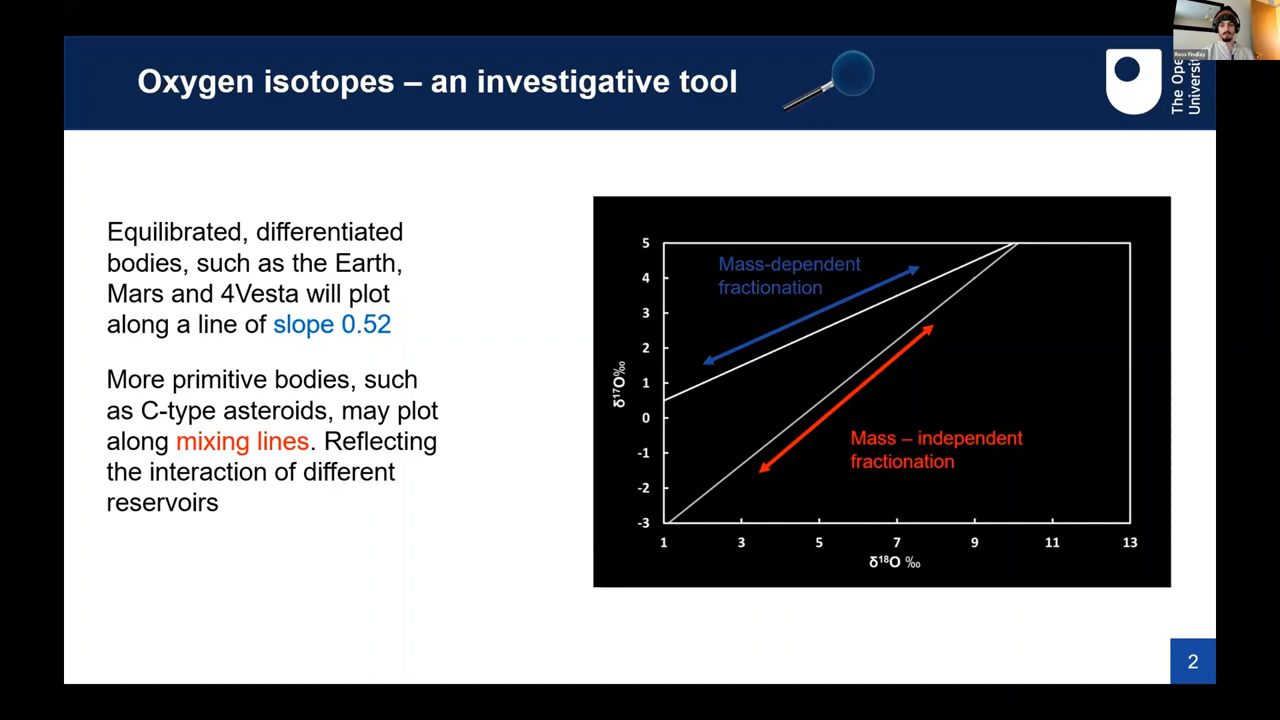 Oxygen isotopes – an investigative tool
The Ope
Universit
Ross Findlay
Equilibrated, differentiated
bodies, such as the Earth,
Mars and 4Vesta will plot
along a line of slope 0.52
More primitive bodies, such
as C-type asteroids, may plot
along mixing lines. Reflecting
the interaction of different
reservoirs
Mass-dependent
fractionation
Mass – independent
fractionation
δ¹⁷O‰
5
4
3
2
1
0
-1
-2
-3
1 3 5 7 9 11 13
δ¹⁸O ‰
2